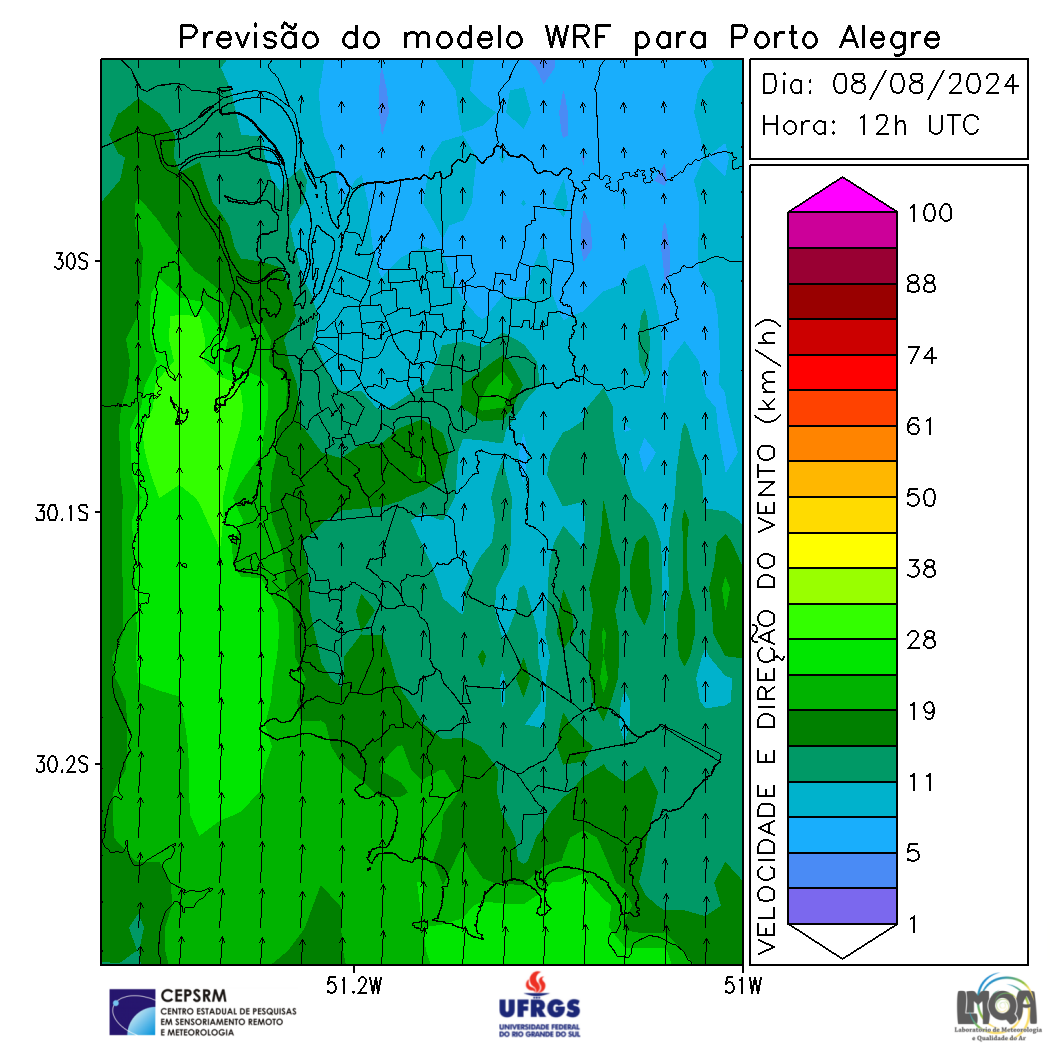 Previsão do modelo WRF para Porto Alegre
Dia: 08/08/2024
Hora: 12h UTC
30S
30.1S
30.2S
51.2W
51W
VELOCIDADE E DIREÇÃO DO VENTO (km/h)
100
88
74
61
50
38
28
19
11
5
1
CEPSRM
CENTRO ESTADUAL DE PESQUISAS
EM SENSORIAMENTO REMOTO
E METEOROLOGIA
UFRGS
UNIVERSIDADE FEDERAL
DO RIO GRANDE DO SUL
LMQA
Laboratório de Meteorologia
e Qualidade do Ar